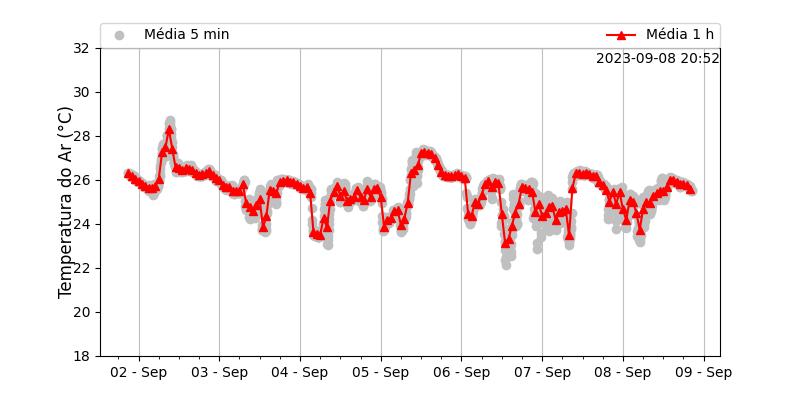 Média 5 min
Média 1 h
2023-09-08 20:52
Temperatura do Ar (°C)
32
30
28
26
24
22
20
18
02 - Sep
03 - Sep
04 - Sep
05 - Sep
06 - Sep
07 - Sep
08 - Sep
09 - Sep